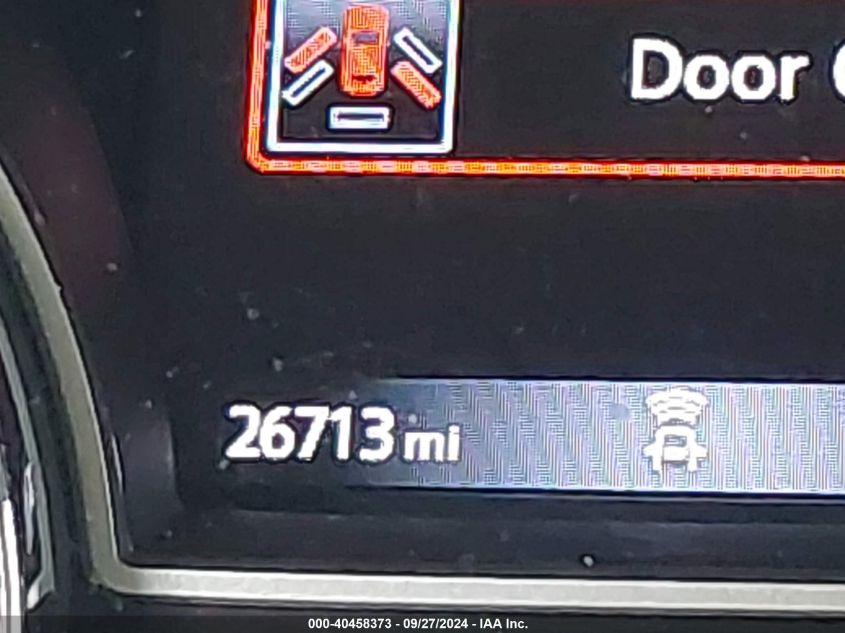 Door
26713 mi
000-40458373 - 09/27/2024 - IAA Inc.